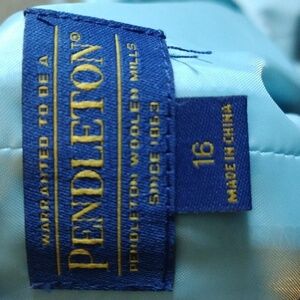 WARRANTED TO BE A
PENDLETON®
PENDLETON WOOLEN MILLS
SINCE 1863
16
MADE IN CHINA